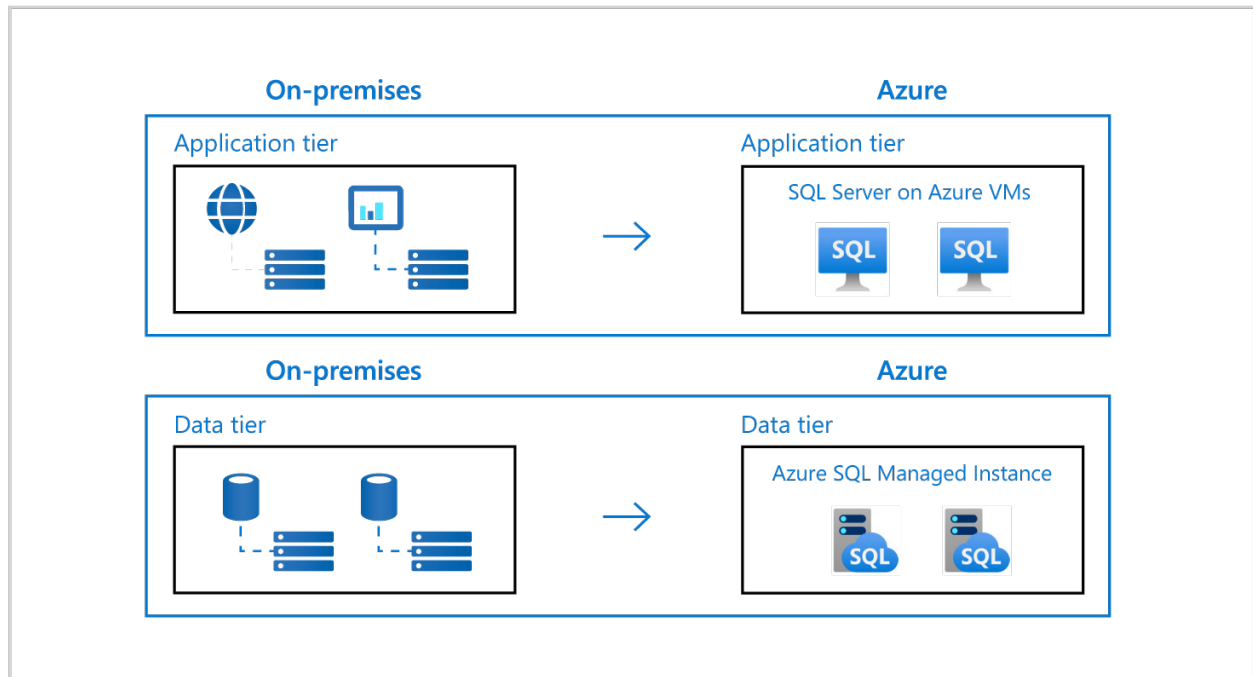 On-premises
Azure
Application tier
Application tier
SQL Server on Azure VMs
SQL
SQL
On-premises
Azure
Data tier
Data tier
Azure SQL Managed Instance
SQL
SQL